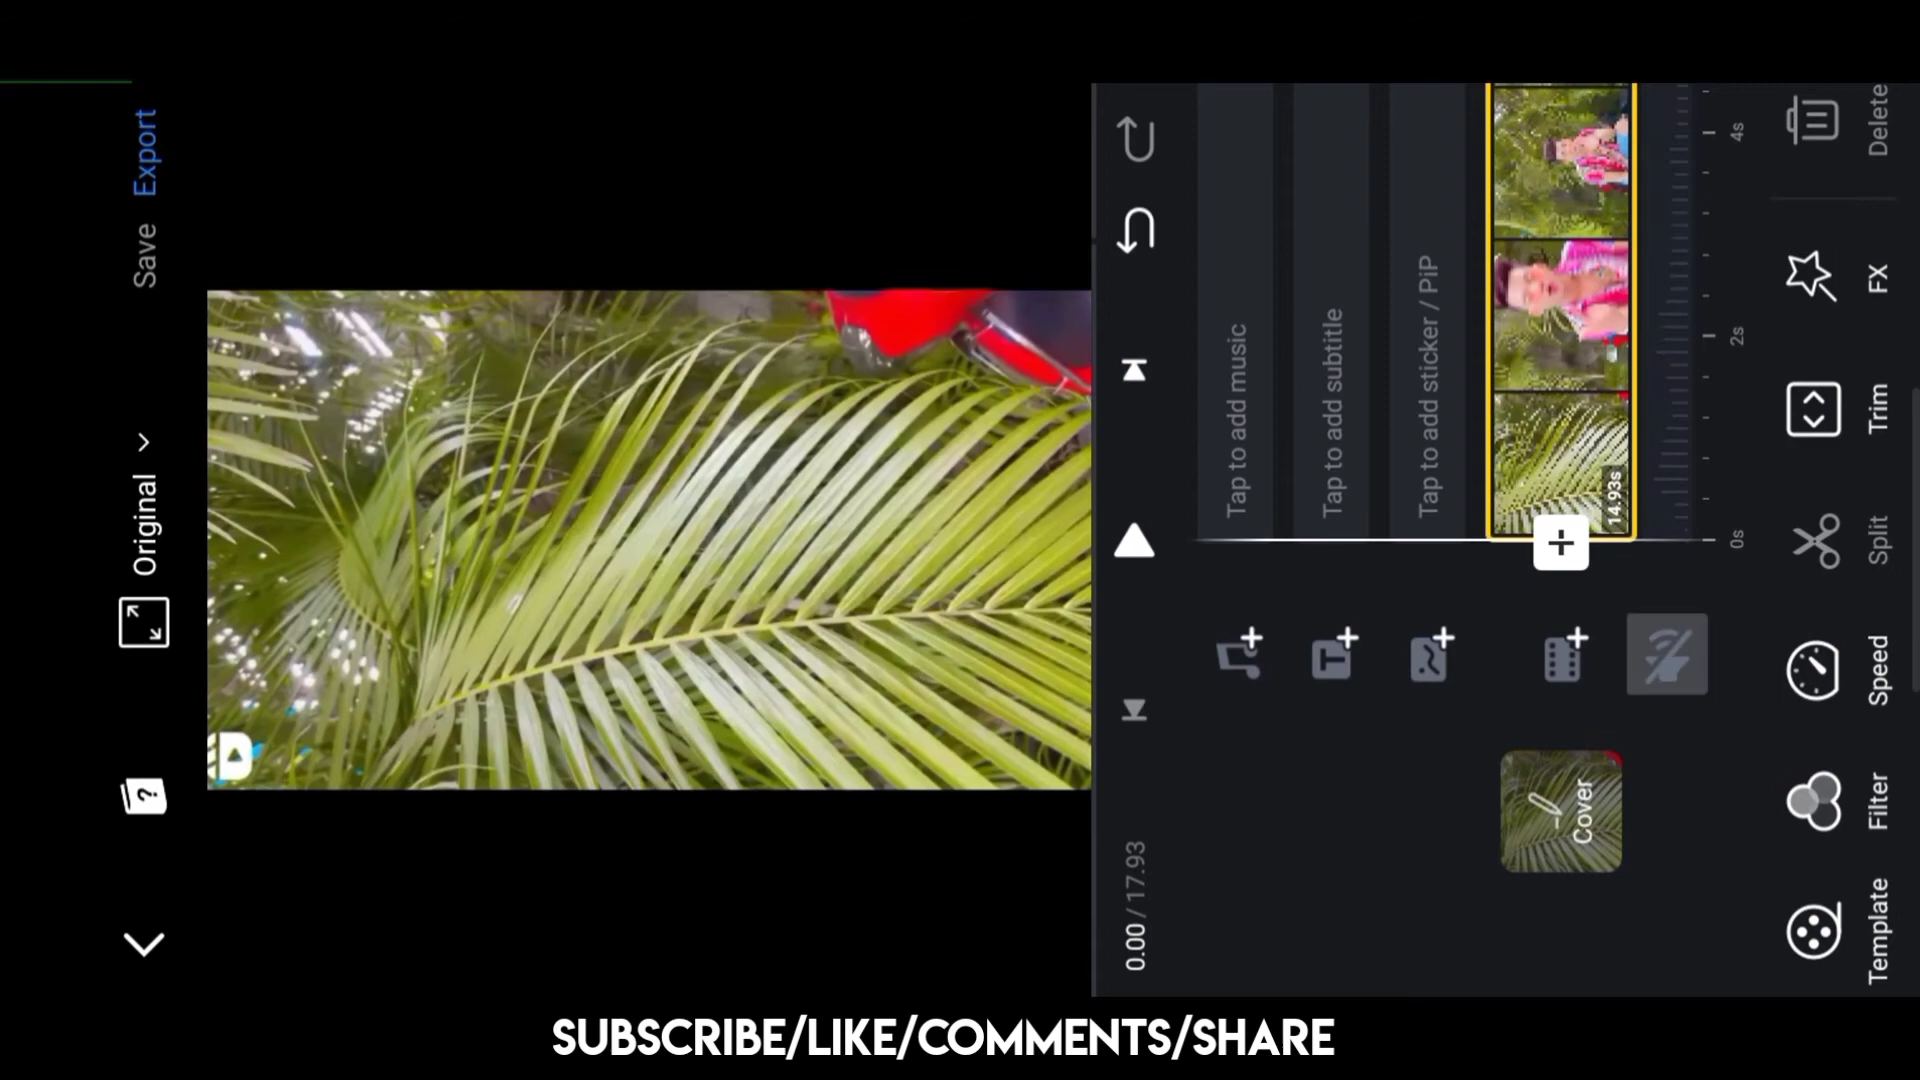 Original
Save
Export
0.00 / 17.93
Tap to add music
Tap to add subtitle
Tap to add sticker / PiP
Cover
14.93s
0s
2s
4s
Template
Filter
Speed
Split
Trim
FX
Delete
SUBSCRIBE/LIKE/COMMENTS/SHARE